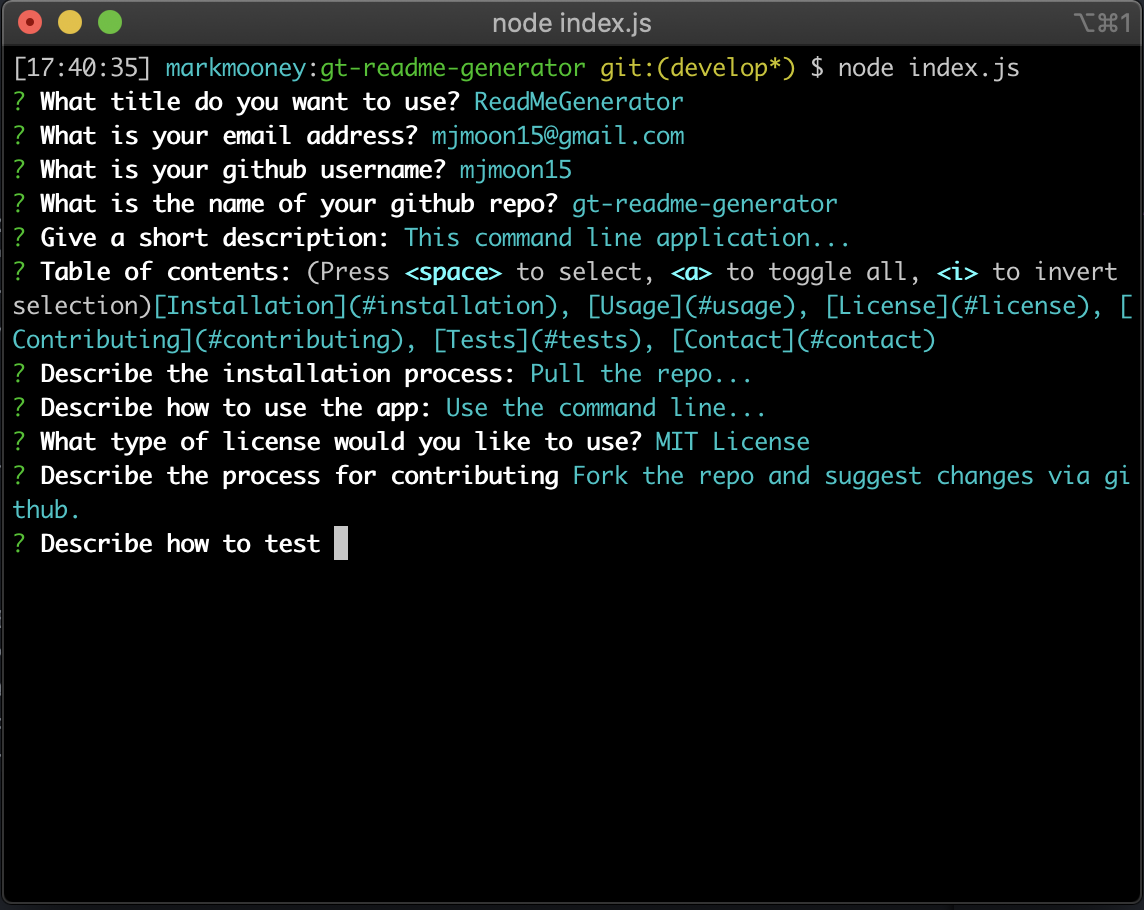 node index.js
⌥⌘1
[17:40:35] markmooney:gt-readme-generator git:(develop*) $ node index.js
? What title do you want to use? ReadMeGenerator
? What is your email address? mjmoon15@gmail.com
? What is your github username? mjmoon15
? What is the name of your github repo? gt-readme-generator
? Give a short description: This command line application...
? Table of contents: (Press <space> to select, <a> to toggle all, <i> to invert
selection)[Installation](#installation), [Usage](#usage), [License](#license), [
Contributing](#contributing), [Tests](#tests), [Contact](#contact)
? Describe the installation process: Pull the repo...
? Describe how to use the app: Use the command line...
? What type of license would you like to use? MIT License
? Describe the process for contributing Fork the repo and suggest changes via gi
thub.
? Describe how to test